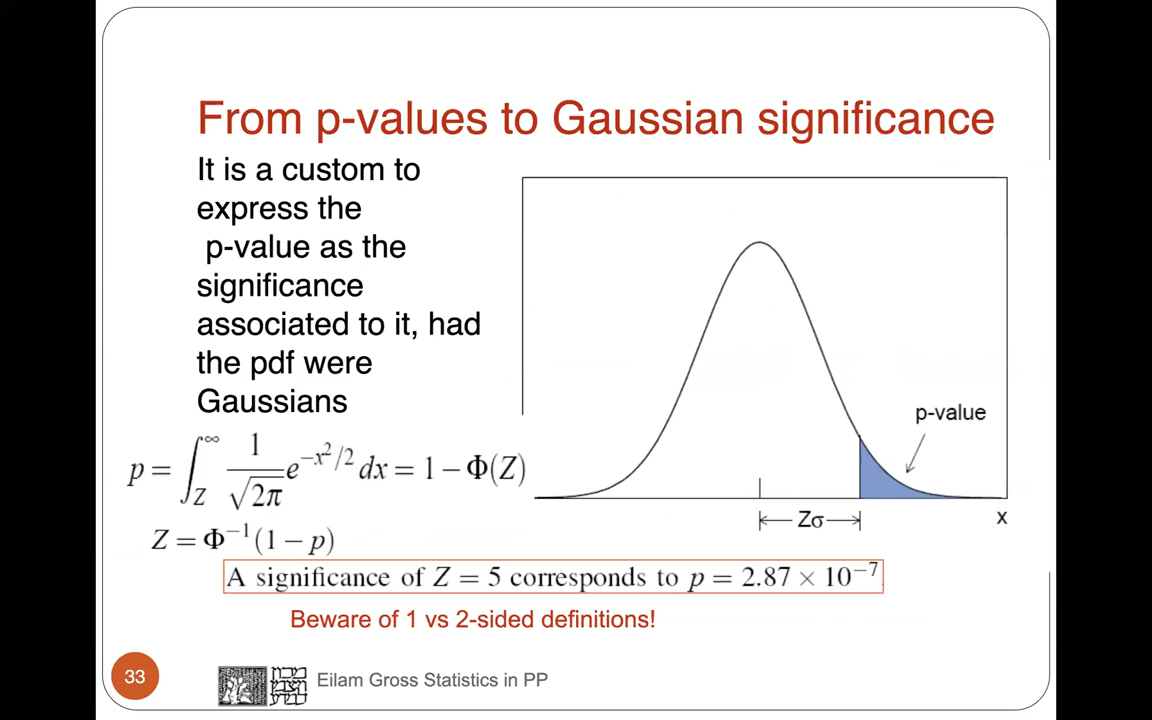 From p-values to Gaussian significance
It is a custom to
express the
p-value as the
significance
associated to it, had
the pdf were
Gaussians
p = ∫_Z^∞ 1/√2π e^{-x²/2} dx = 1 − Φ(Z)
Z = Φ⁻¹(1 − p)
p-value
Zσ
x
A significance of Z = 5 corresponds to p = 2.87 × 10⁻⁷
Beware of 1 vs 2-sided definitions!
33
Eilam Gross Statistics in PP